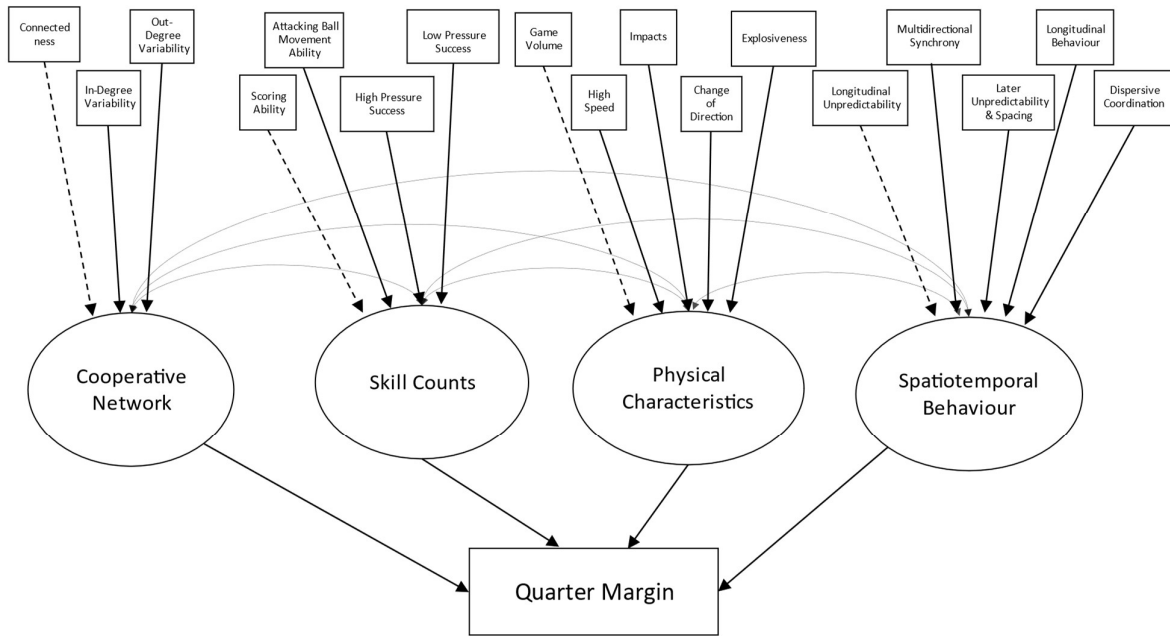 Connected
ness
Out-
Degree
Variability
In-Degree
Variability
Attacking Ball
Movement
Ability
Low Pressure
Success
Scoring
Ability
High Pressure
Success
Game
Volume
Impacts
Explosiveness
High
Speed
Change
of
Direction
Multidirectional
Synchrony
Longitudinal
Behaviour
Longitudinal
Unpredictability
Later
Unpredictability
& Spacing
Dispersive
Coordination
Cooperative
Network
Skill Counts
Physical
Characteristics
Spatiotemporal
Behaviour
Quarter Margin